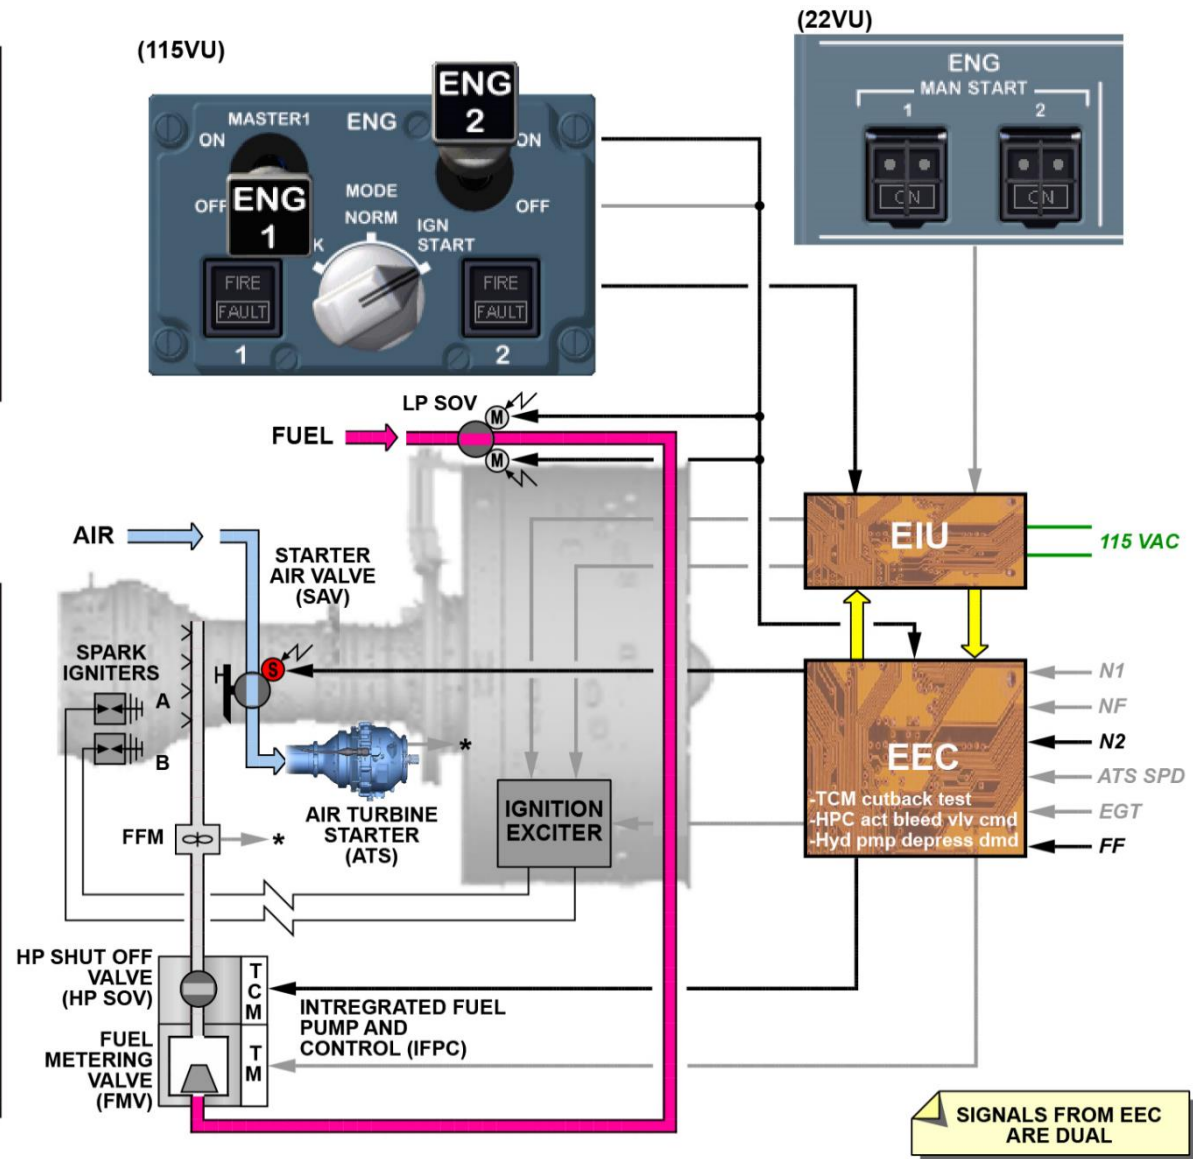 (115VU)
(22VU)
ENG
MAN START
1
2
ON
ON
MASTER1
ENG
ENG
2
ON
ON
OFF
ENG
1
MODE
NORM
OFF
K
IGN
START
FIRE
FAULT
FIRE
FAULT
1
2
LP SOV
M
FUEL
M
AIR
STARTER
AIR VALVE
(SAV)
EIU
115 VAC
SPARK
IGNITERS
A
B
S
N1
NF
N2
ATS SPD
EGT
FF
EEC
-TCM cutback test
-HPC act bleed vlv cmd
-Hyd pmp depress dmd
*
AIR TURBINE
STARTER
(ATS)
IGNITION
EXCITER
FFM
*
HP SHUT OFF
VALVE
(HP SOV)
TCM
INTREGRATED FUEL
PUMP AND
CONTROL (IFPC)
FUEL
METERING
VALVE
(FMV)
TM
SIGNALS FROM EEC
ARE DUAL